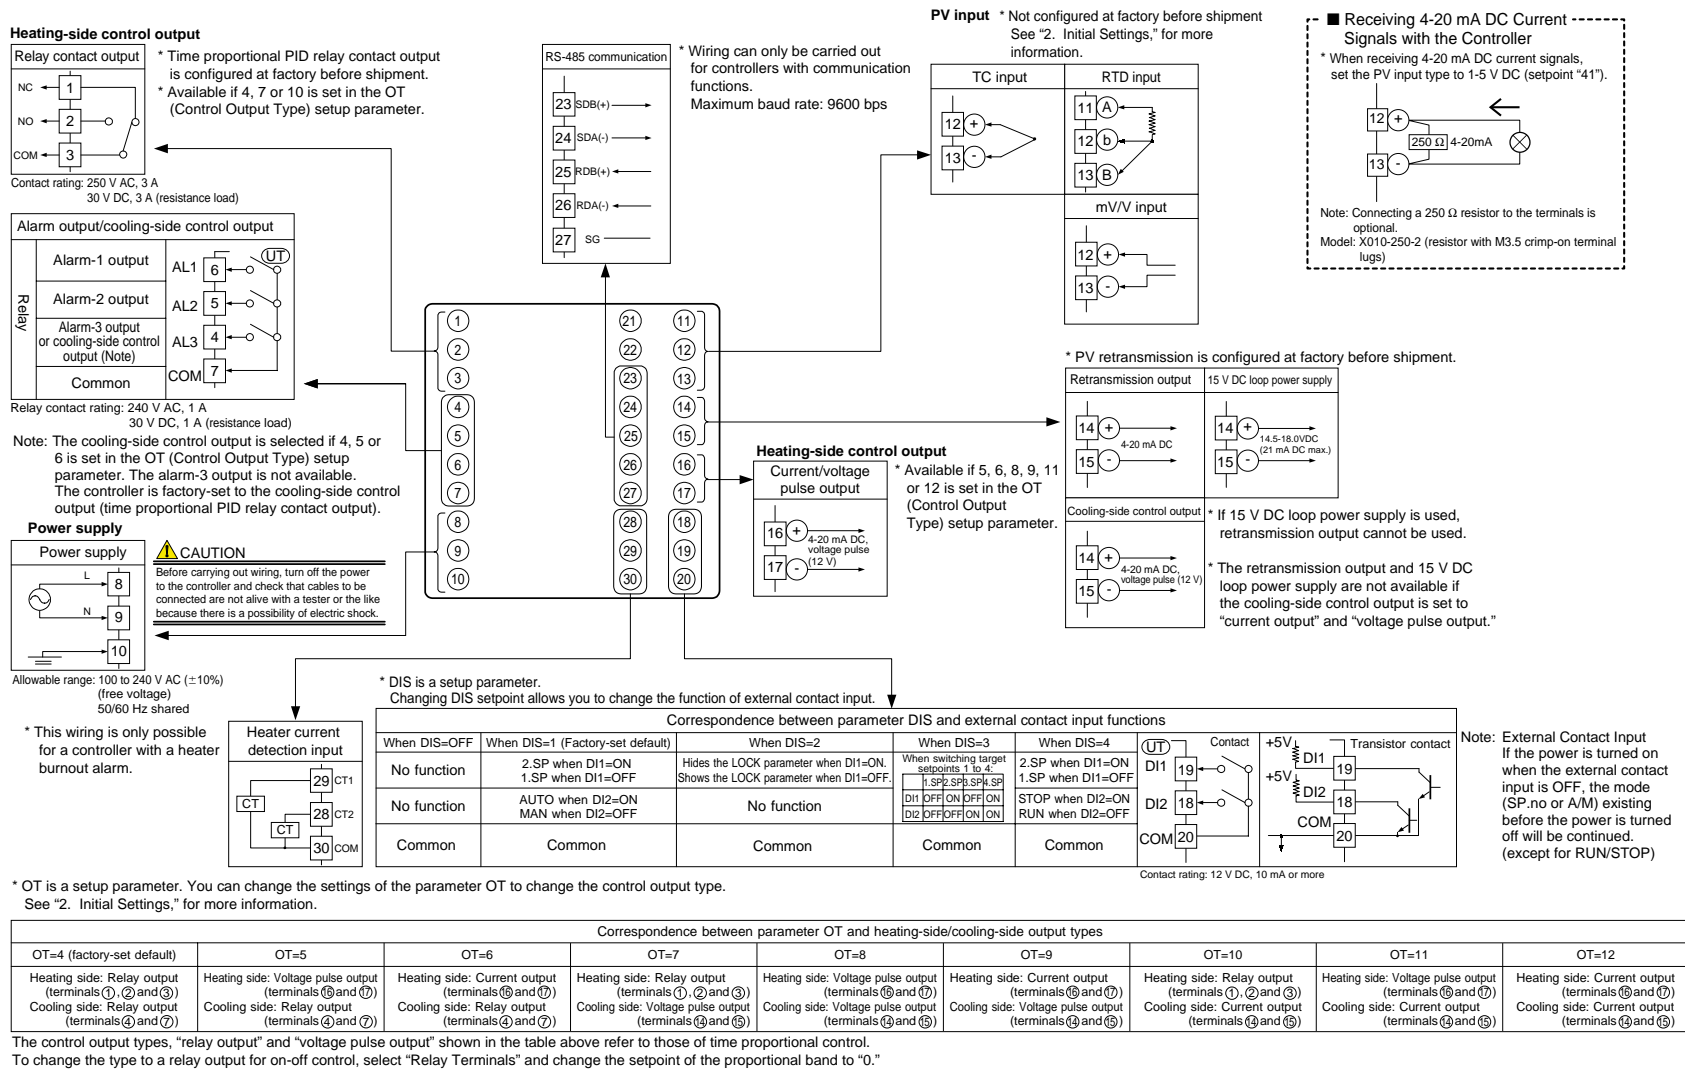 Heating-side control output
Relay contact output
NC
1
NO
2
COM
3
Contact rating: 250 V AC, 3 A
30 V DC, 3 A (resistance load)
* Time proportional PID relay contact output
is configured at factory before shipment.
* Available if 4, 7 or 10 is set in the OT
(Control Output Type) setup parameter.
Alarm output/cooling-side control output
Relay
Alarm-1 output
Alarm-2 output
Alarm-3 output
or cooling-side control
output (Note)
Common
UT
AL1 6
AL2 5
AL3 4
COM 7
Relay contact rating: 240 V AC, 1 A
30 V DC, 1 A (resistance load)
Note: The cooling-side control output is selected if 4, 5 or
6 is set in the OT (Control Output Type) setup
parameter. The alarm-3 output is not available.
The controller is factory-set to the cooling-side control
output (time proportional PID relay contact output).
Power supply
Power supply
L
8
N
9
10
Allowable range: 100 to 240 V AC (±10%)
(free voltage)
50/60 Hz shared
CAUTION
Before carrying out wiring, turn off the power
to the controller and check that cables to be
connected are not alive with a tester or the like
because there is a possibility of electric shock.
RS-485 communication
23 SDB(+)
24 SDA(-)
25 RDB(+)
26 RDA(-)
27 SG
* Wiring can only be carried out
for controllers with communication
functions.
Maximum baud rate: 9600 bps
1 21 11
2 22 12
3 23 13
4 24 14
5 25 15
6 26 16
7 27 17
8 28 18
9 29 19
10 30 20
PV input
* Not configured at factory before shipment
See “2. Initial Settings,” for more
information.
TC input
12 +
13 -
RTD input
11 A
12 b
13 B
mV/V input
12 +
13 -
■ Receiving 4-20 mA DC Current
Signals with the Controller
* When receiving 4-20 mA DC current signals,
set the PV input type to 1-5 V DC (setpoint “41”).
12 +
250 Ω 4-20mA
13 -
Note: Connecting a 250 Ω resistor to the terminals is
optional.
Model: X010-250-2 (resistor with M3.5 crimp-on terminal
lugs)
* PV retransmission is configured at factory before shipment.
Retransmission output
14 +
4-20 mA DC
15 -
15 V DC loop power supply
14 +
14.5-18.0VDC
(21 mA DC max.)
15 -
Cooling-side control output
14 +
4-20 mA DC,
voltage pulse (12 V)
15 -
* If 15 V DC loop power supply is used,
retransmission output cannot be used.
* The retransmission output and 15 V DC
loop power supply are not available if
the cooling-side control output is set to
“current output” and “voltage pulse output.”
Heating-side control output
Current/voltage
pulse output
16 +
4-20 mA DC,
voltage pulse
(12 V)
17 -
* Available if 5, 6, 8, 9, 11
or 12 is set in the OT
(Control Output
Type) setup parameter.
* This wiring is only possible
for a controller with a heater
burnout alarm.
Heater current
detection input
29 CT1
CT
28 CT2
CT
30 COM
* DIS is a setup parameter.
Changing DIS setpoint allows you to change the function of external contact input.
Correspondence between parameter DIS and external contact input functions
When DIS=OFF
No function
No function
Common
When DIS=1 (Factory-set default)
2.SP when DI1=ON
1.SP when DI1=OFF
AUTO when DI2=ON
MAN when DI2=OFF
Common
When DIS=2
Hides the LOCK parameter when DI1=ON.
Shows the LOCK parameter when DI1=OFF.
No function
Common
When DIS=3
When switching target
setpoints 1 to 4:
1.SP 2.SP 3.SP 4.SP
DI1 OFF ON OFF ON
DI2 OFF OFF ON ON
Common
When DIS=4
2.SP when DI1=ON
1.SP when DI1=OFF
STOP when DI2=ON
RUN when DI2=OFF
Common
UT Contact
DI1 19
DI2 18
COM 20
+5V Transistor contact
DI1 19
+5V
DI2 18
COM
20
Contact rating: 12 V DC, 10 mA or more
Note: External Contact Input
If the power is turned on
when the external contact
input is OFF, the mode
(SP.no or A/M) existing
before the power is turned
off will be continued.
(except for RUN/STOP)
* OT is a setup parameter. You can change the settings of the parameter OT to change the control output type.
See “2. Initial Settings,” for more information.
Correspondence between parameter OT and heating-side/cooling-side output types
OT=4 (factory-set default)
Heating side: Relay output
(terminals ①, ② and ③)
Cooling side: Relay output
(terminals ④ and ⑦)
OT=5
Heating side: Voltage pulse output
(terminals ⑯ and ⑰)
Cooling side: Relay output
(terminals ④ and ⑦)
OT=6
Heating side: Current output
(terminals ⑯ and ⑰)
Cooling side: Relay output
(terminals ④ and ⑦)
OT=7
Heating side: Relay output
(terminals ①, ② and ③)
Cooling side: Voltage pulse output
(terminals ⑭ and ⑮)
OT=8
Heating side: Voltage pulse output
(terminals ⑯ and ⑰)
Cooling side: Voltage pulse output
(terminals ⑭ and ⑮)
OT=9
Heating side: Current output
(terminals ⑯ and ⑰)
Cooling side: Voltage pulse output
(terminals ⑭ and ⑮)
OT=10
Heating side: Relay output
(terminals ①, ② and ③)
Cooling side: Current output
(terminals ⑭ and ⑮)
OT=11
Heating side: Voltage pulse output
(terminals ⑯ and ⑰)
Cooling side: Current output
(terminals ⑭ and ⑮)
OT=12
Heating side: Current output
(terminals ⑯ and ⑰)
Cooling side: Current output
(terminals ⑭ and ⑮)
The control output types, “relay output” and “voltage pulse output” shown in the table above refer to those of time proportional control.
To change the type to a relay output for on-off control, select “Relay Terminals” and change the setpoint of the proportional band to “0.”